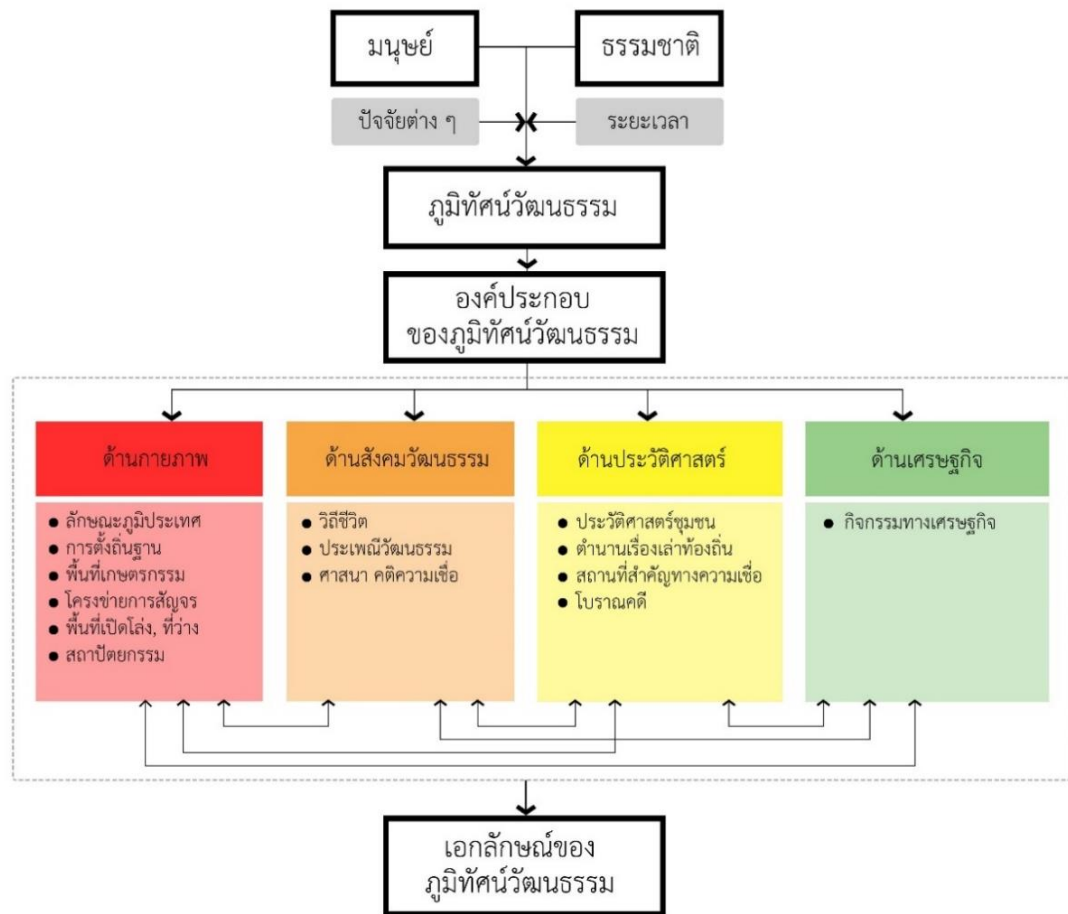 มนุษย์
ธรรมชาติ
ปัจจัยต่าง ๆ
ระยะเวลา
ภูมิทัศน์วัฒนธรรม
องค์ประกอบ
ของภูมิทัศน์วัฒนธรรม
ด้านกายภาพ
● ลักษณะภูมิประเทศ
● การตั้งถิ่นฐาน
● พื้นที่เกษตรกรรม
● โครงข่ายการสัญจร
● พื้นที่เปิดโล่ง, ที่ว่าง
● สถาปัตยกรรม
ด้านสังคมวัฒนธรรม
● วิถีชีวิต
● ประเพณีวัฒนธรรม
● ศาสนา คติความเชื่อ
ด้านประวัติศาสตร์
● ประวัติศาสตร์ชุมชน
● ตำนานเรื่องเล่าท้องถิ่น
● สถานที่สำคัญทางความเชื่อ
● โบราณคดี
ด้านเศรษฐกิจ
● กิจกรรมทางเศรษฐกิจ
เอกลักษณ์ของ
ภูมิทัศน์วัฒนธรรม